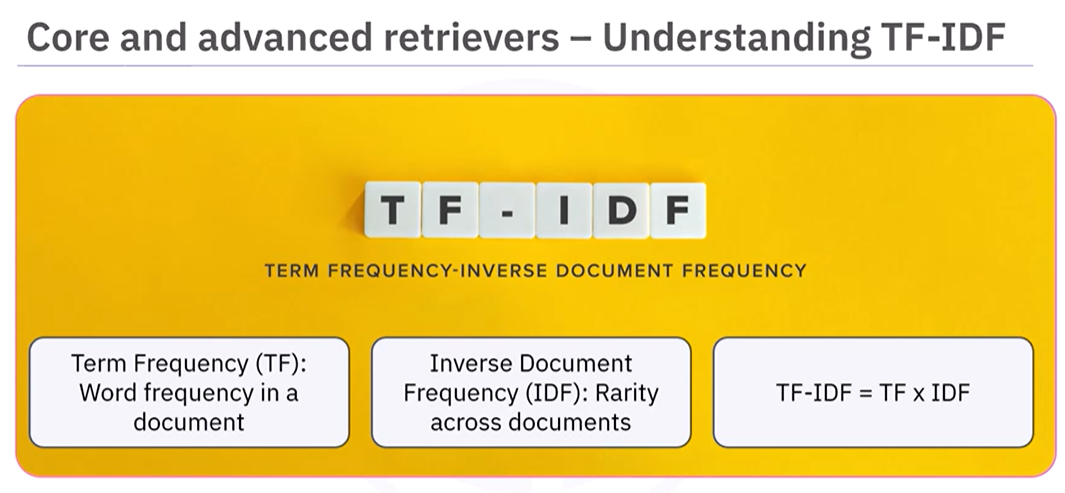 Core and advanced retrievers – Understanding TF-IDF
TF-IDF
TERM FREQUENCY-INVERSE DOCUMENT FREQUENCY
Term Frequency (TF):
Word frequency in a
document
Inverse Document
Frequency (IDF): Rarity
across documents
TF-IDF = TF x IDF